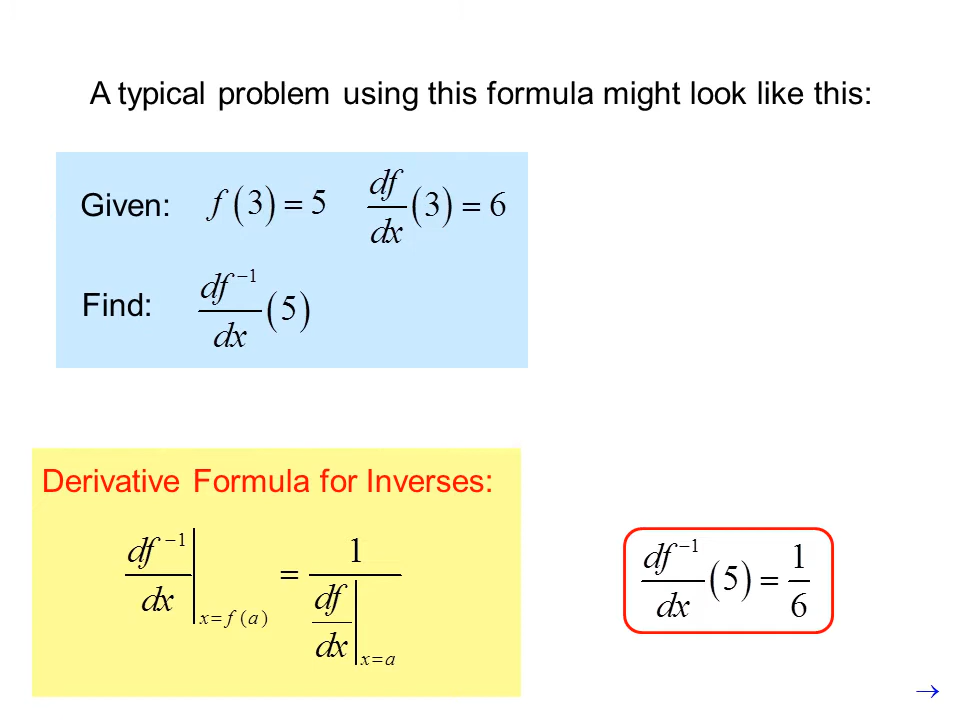 A typical problem using this formula might look like this:
Given: f(3) = 5 df/dx (3) = 6
Find: df⁻¹/dx (5)
Derivative Formula for Inverses:
df⁻¹/dx |x=f(a) = 1 / df/dx |x=a
df⁻¹/dx (5) = 1/6
→